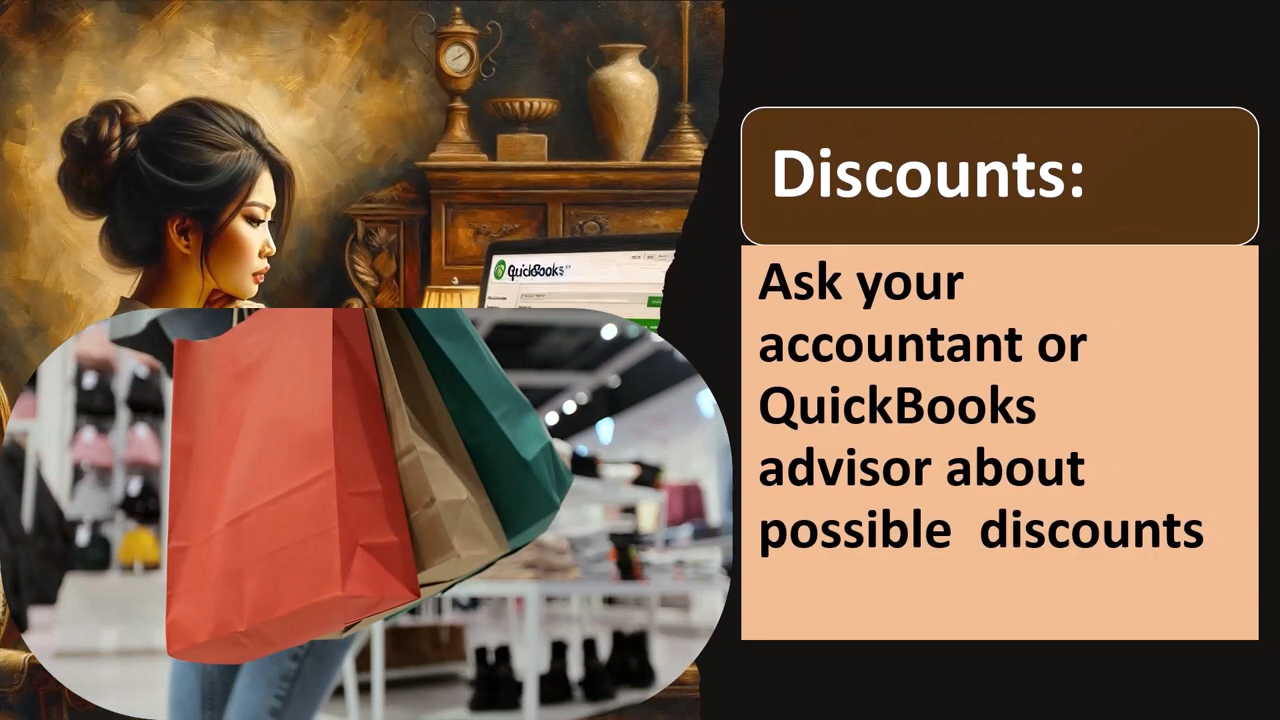 QuickBooks
Discounts:
Ask your
accountant or
QuickBooks
advisor about
possible  discounts